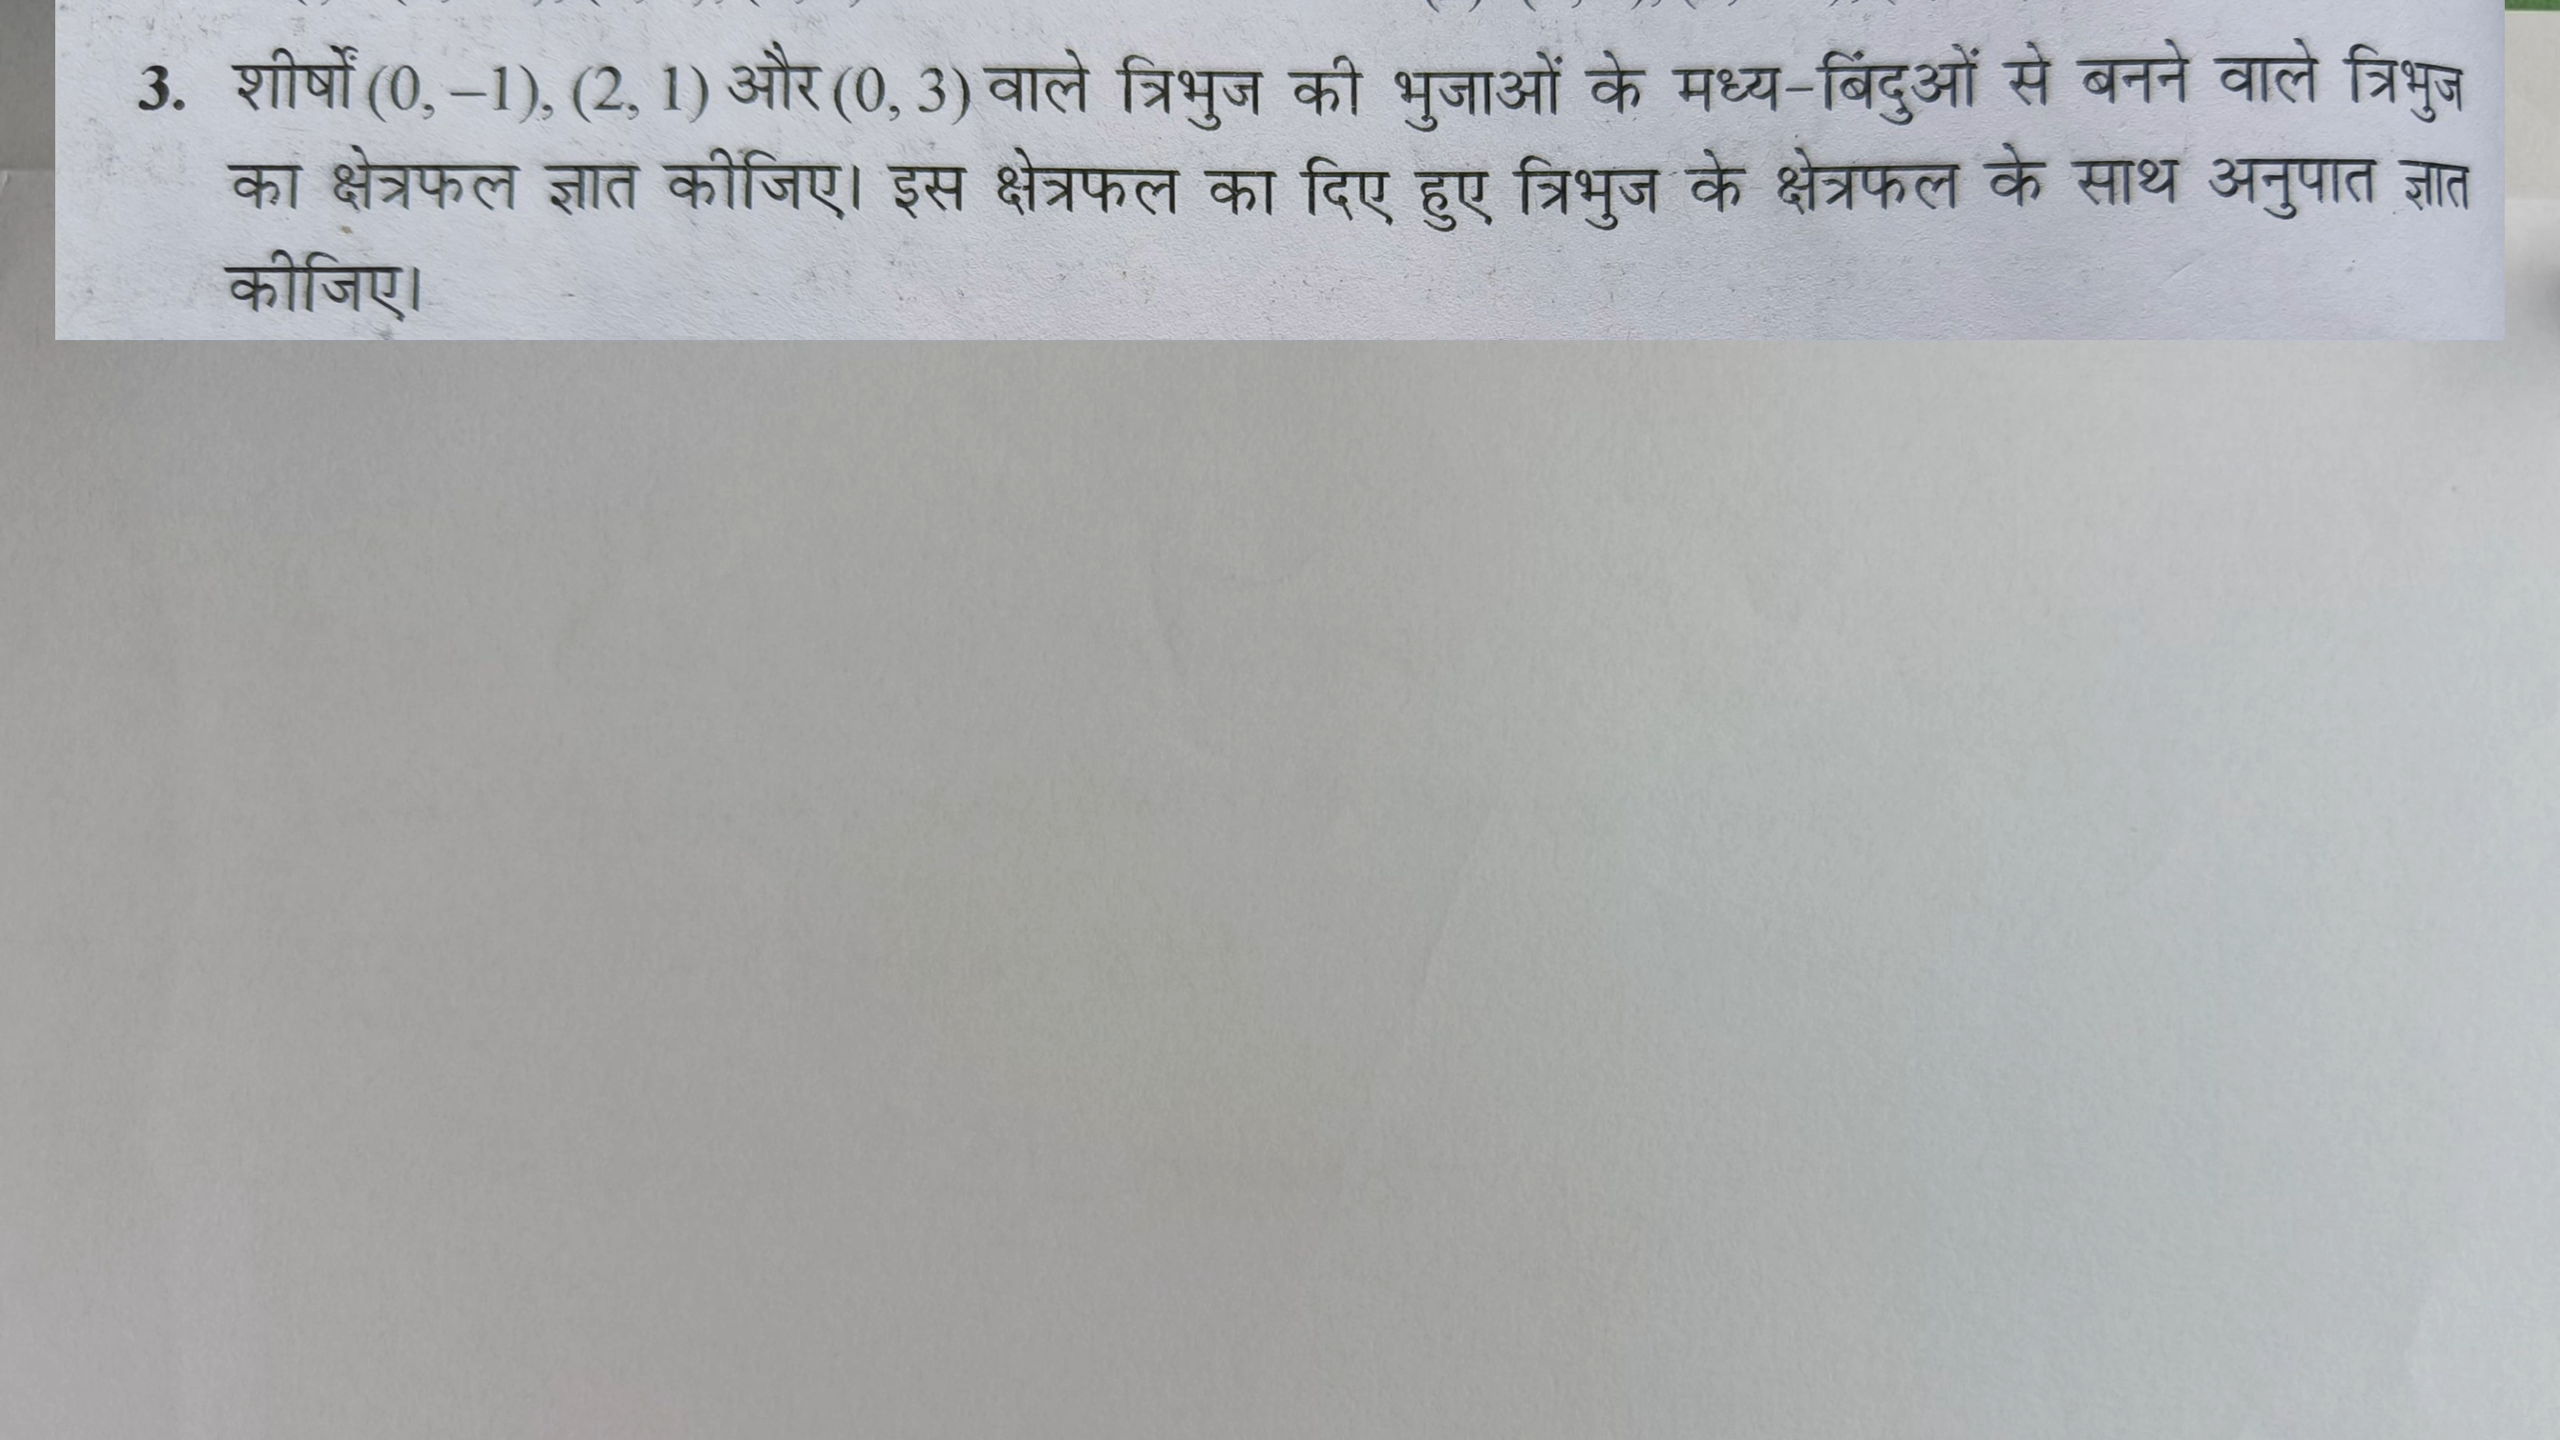 3. शीर्षों (0, –1), (2, 1) और (0, 3) वाले त्रिभुज की भुजाओं के मध्य-बिंदुओं से बनने वाले त्रिभुज
का क्षेत्रफल ज्ञात कीजिए। इस क्षेत्रफल का दिए हुए त्रिभुज के क्षेत्रफल के साथ अनुपात ज्ञात
कीजिए।